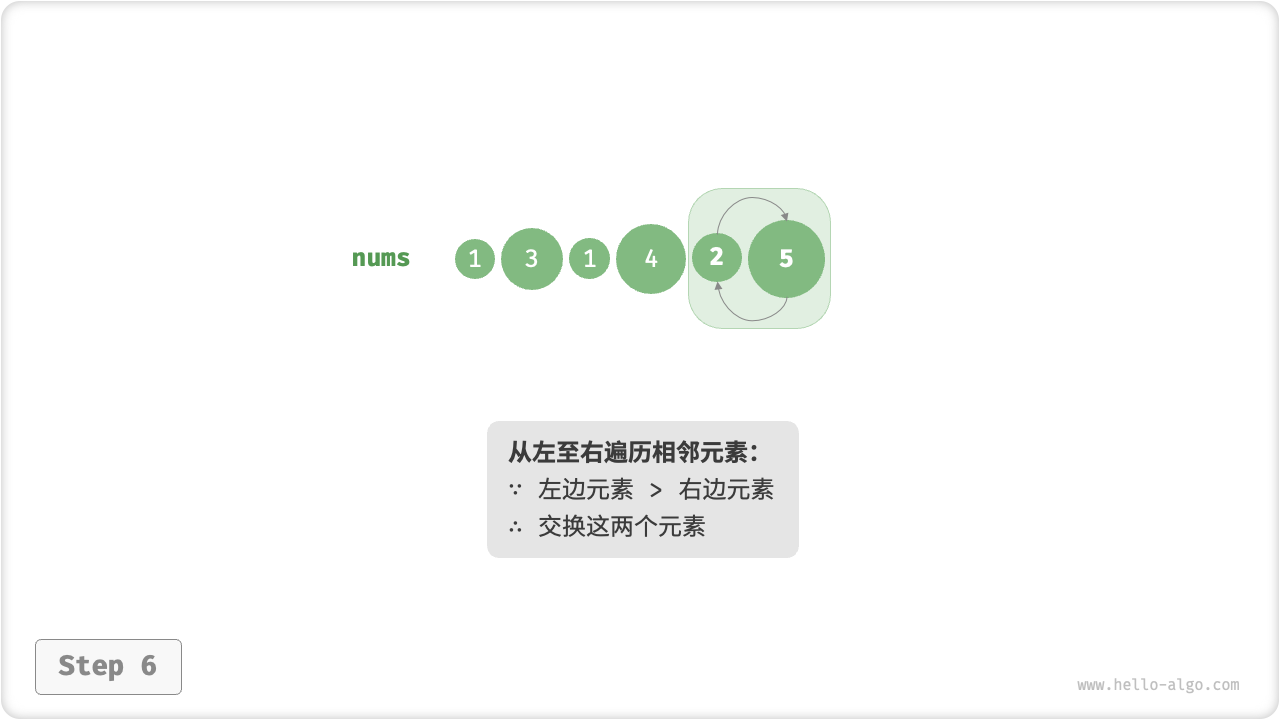 nums 1 3 1 4 2 5
从左至右遍历相邻元素：
∵ 左边元素 > 右边元素
∴ 交换这两个元素
Step 6
www.hello-algo.com